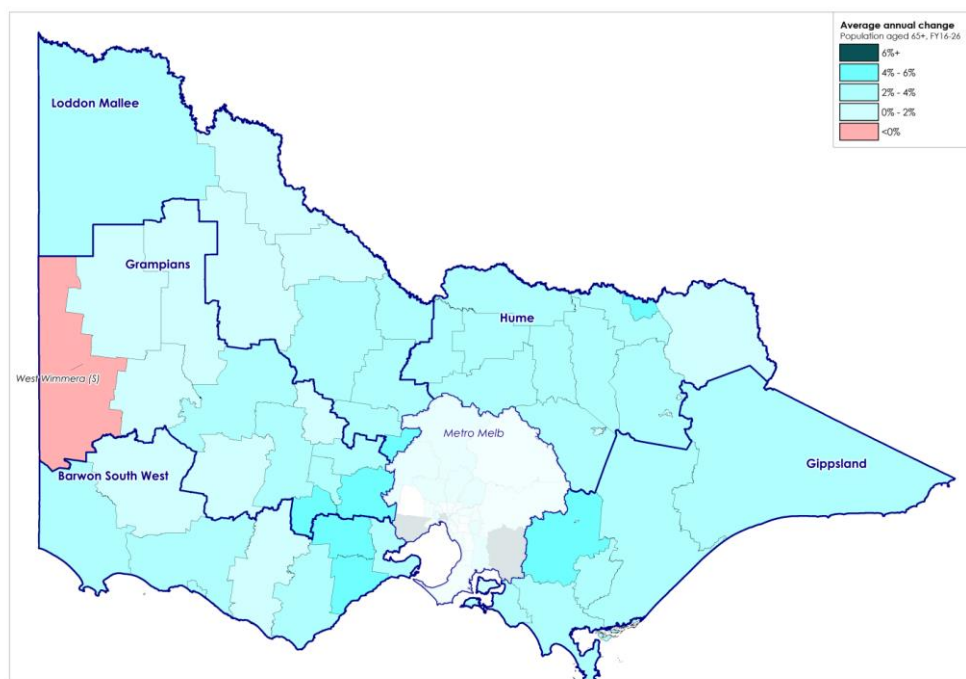 Average annual change
Population aged 65+, FY16-26
6%+
4% - 6%
2% - 4%
0% - 2%
<0%
Loddon Mallee
Grampians
Hume
West Wimmera (S)
Metro Melb
Barwon South West
Gippsland